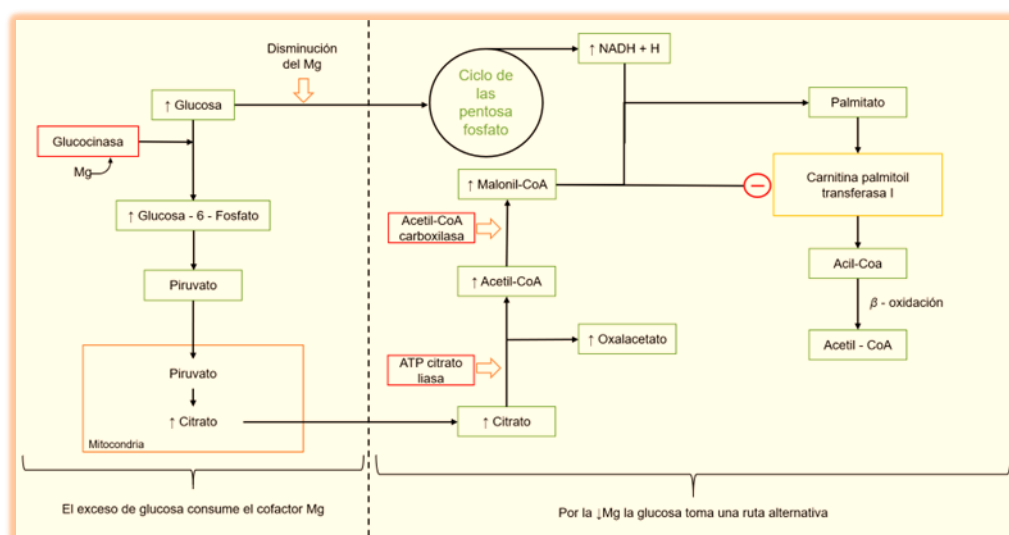 Disminución
del Mg
↑ Glucosa
Glucocinasa
Mg
↑ Glucosa - 6 - Fosfato
Piruvato
Piruvato
↑ Citrato
Mitocondria
El exceso de glucosa consume el cofactor Mg
Ciclo de
las
pentosa
fosfato
↑ NADH + H
↑ Malonil-CoA
Acetil-CoA
carboxilasa
↑ Acetil-CoA
↑ Oxalacetato
ATP citrato
liasa
↑ Citrato
Palmitato
Carnitina palmitoil
transferasa I
Acil-Coa
β - oxidación
Acetil - CoA
Por la ↓Mg la glucosa toma una ruta alternativa